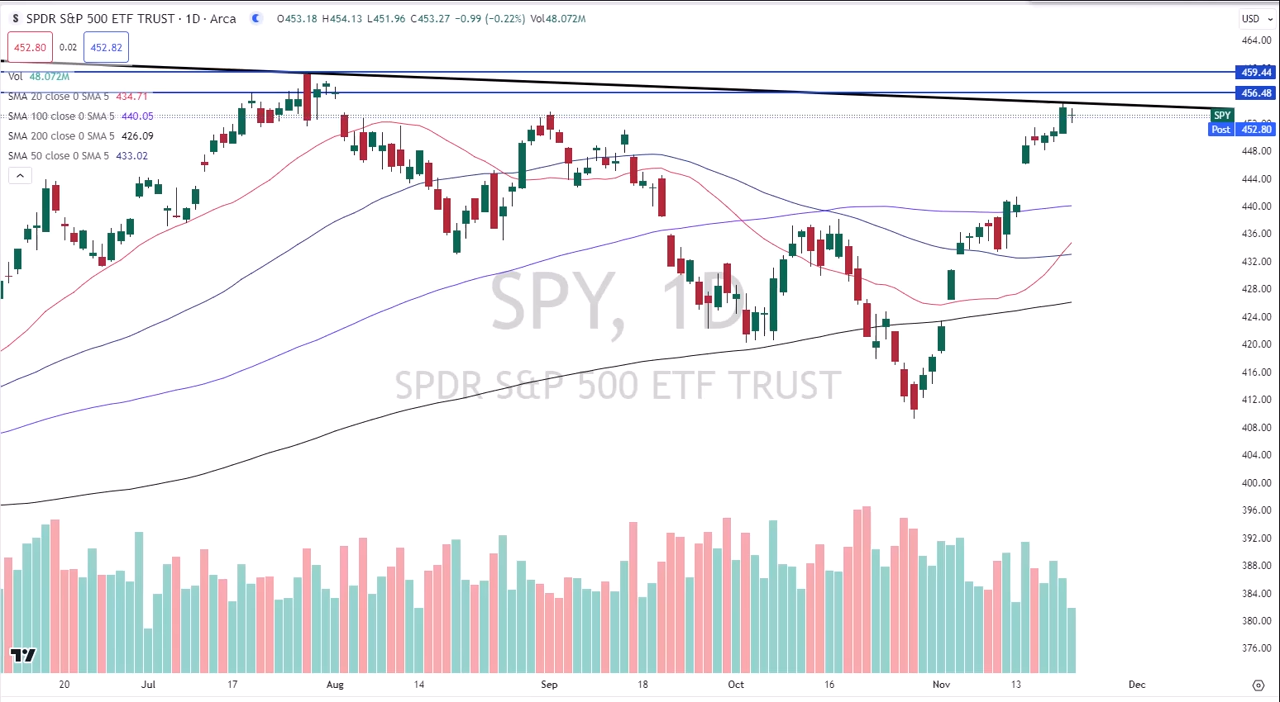 S SPDR S&P 500 ETF TRUST · 1D · Arca O453.18 H454.13 L451.96 C453.27 −0.99 (−0.22%) Vol48.072M
USD
452.80 0.02 452.82
Vol 48.072M
SMA 20 close 0 SMA 5 434.71
SMA 100 close 0 SMA 5 440.05
SMA 200 close 0 SMA 5 426.09
SMA 50 close 0 SMA 5 433.02
464.00
459.44
456.48
SPY
Post 452.80
448.00
444.00
440.00
436.00
432.00
428.00
424.00
420.00
416.00
412.00
408.00
404.00
400.00
396.00
392.00
388.00
384.00
380.00
376.00
SPY, 1D
SPDR S&P 500 ETF TRUST
20 Jul 17 Aug 14 Sep 18 Oct 16 Nov 13 Dec